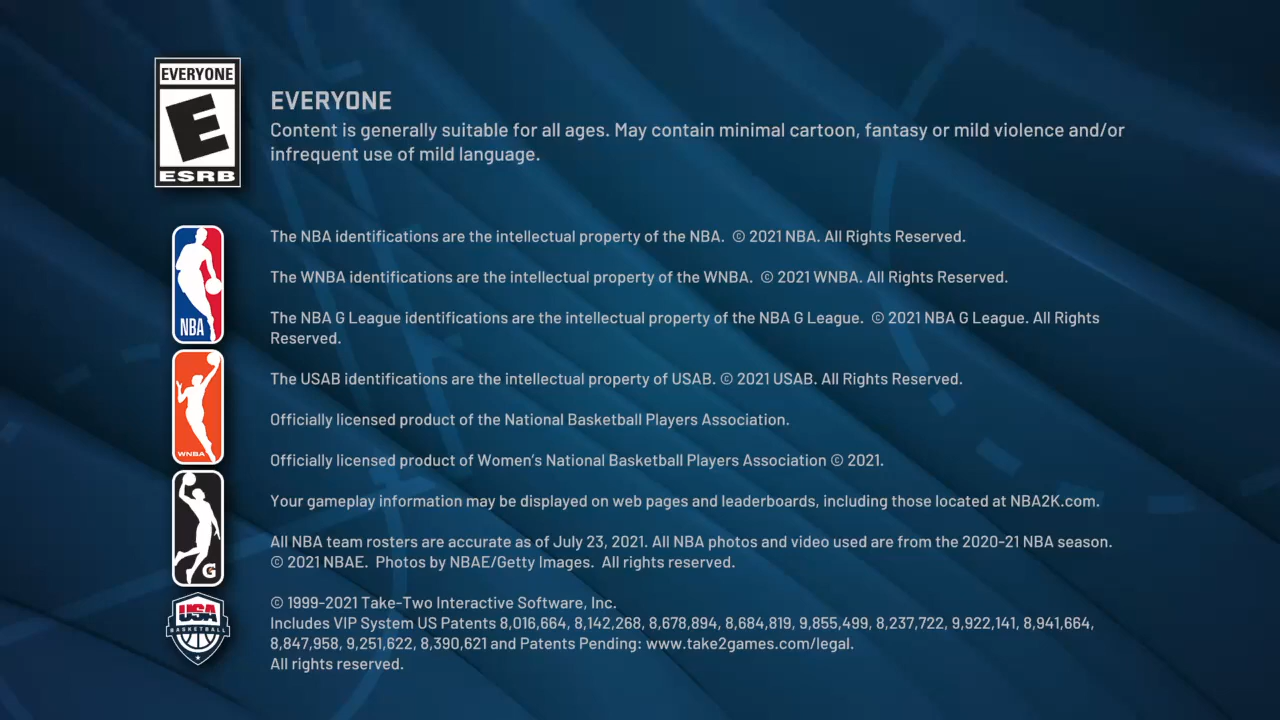 EVERYONE
E
ESRB
EVERYONE
Content is generally suitable for all ages. May contain minimal cartoon, fantasy or mild violence and/or
infrequent use of mild language.
The NBA identifications are the intellectual property of the NBA.  © 2021 NBA. All Rights Reserved.
NBA
The WNBA identifications are the intellectual property of the WNBA.  © 2021 WNBA. All Rights Reserved.
The NBA G League identifications are the intellectual property of the NBA G League.  © 2021 NBA G League. All Rights
Reserved.
The USAB identifications are the intellectual property of USAB. © 2021 USAB. All Rights Reserved.
WNBA
Officially licensed product of the National Basketball Players Association.
Officially licensed product of Women’s National Basketball Players Association © 2021.
Your gameplay information may be displayed on web pages and leaderboards, including those located at NBA2K.com.
G
All NBA team rosters are accurate as of July 23, 2021. All NBA photos and video used are from the 2020-21 NBA season.
© 2021 NBAE.  Photos by NBAE/Getty Images.  All rights reserved.
USA
BASKETBALL
© 1999-2021 Take-Two Interactive Software, Inc.
Includes VIP System US Patents 8,016,664, 8,142,268, 8,678,894, 8,684,819, 9,855,499, 8,237,722, 9,922,141, 8,941,664,
8,847,958, 9,251,622, 8,390,621 and Patents Pending: www.take2games.com/legal.
All rights reserved.